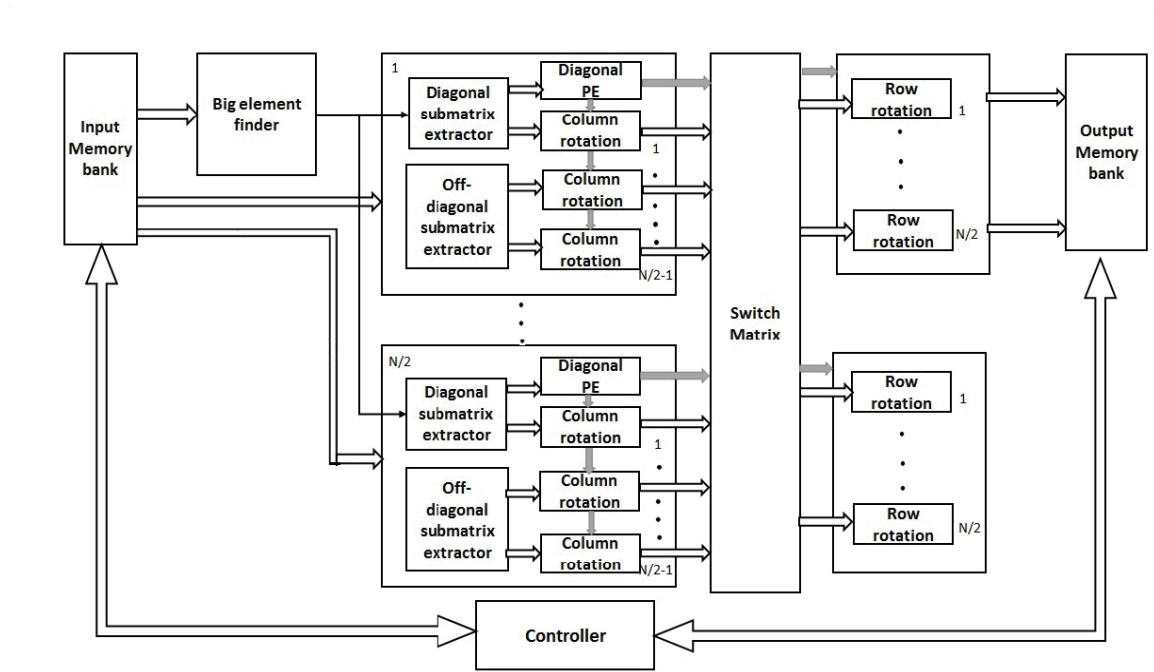 Input
Memory
bank
Big element
finder
1
Diagonal
submatrix
extractor
Off-
diagonal
submatrix
extractor
Diagonal
PE
Column
rotation
1
Column
rotation
Column
rotation
N/2-1
N/2
Diagonal
submatrix
extractor
Off-
diagonal
submatrix
extractor
Diagonal
PE
Column
rotation
1
Column
rotation
Column
rotation
N/2-1
Switch
Matrix
Row
rotation
1
Row
rotation
N/2
Row
rotation
1
Row
rotation
N/2
Output
Memory
bank
Controller